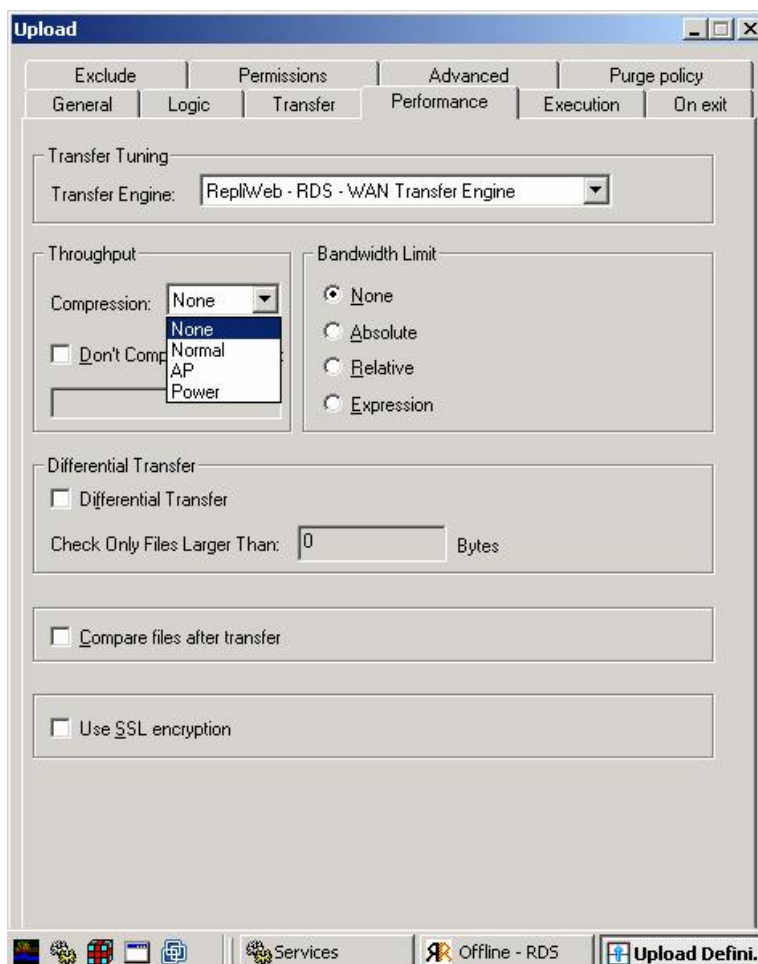 Upload
Exclude Permissions Advanced Purge policy
General Logic Transfer Performance Execution On exit
Transfer Tuning
Transfer Engine: RepliWeb - RDS - WAN Transfer Engine
Throughput
Compression: None
None
Normal
AP
Power
Don't Comp
Bandwidth Limit
None
Absolute
Relative
Expression
Differential Transfer
Differential Transfer
Check Only Files Larger Than: 0 Bytes
Compare files after transfer
Use SSL encryption
Services Offline - RDS Upload Defini..